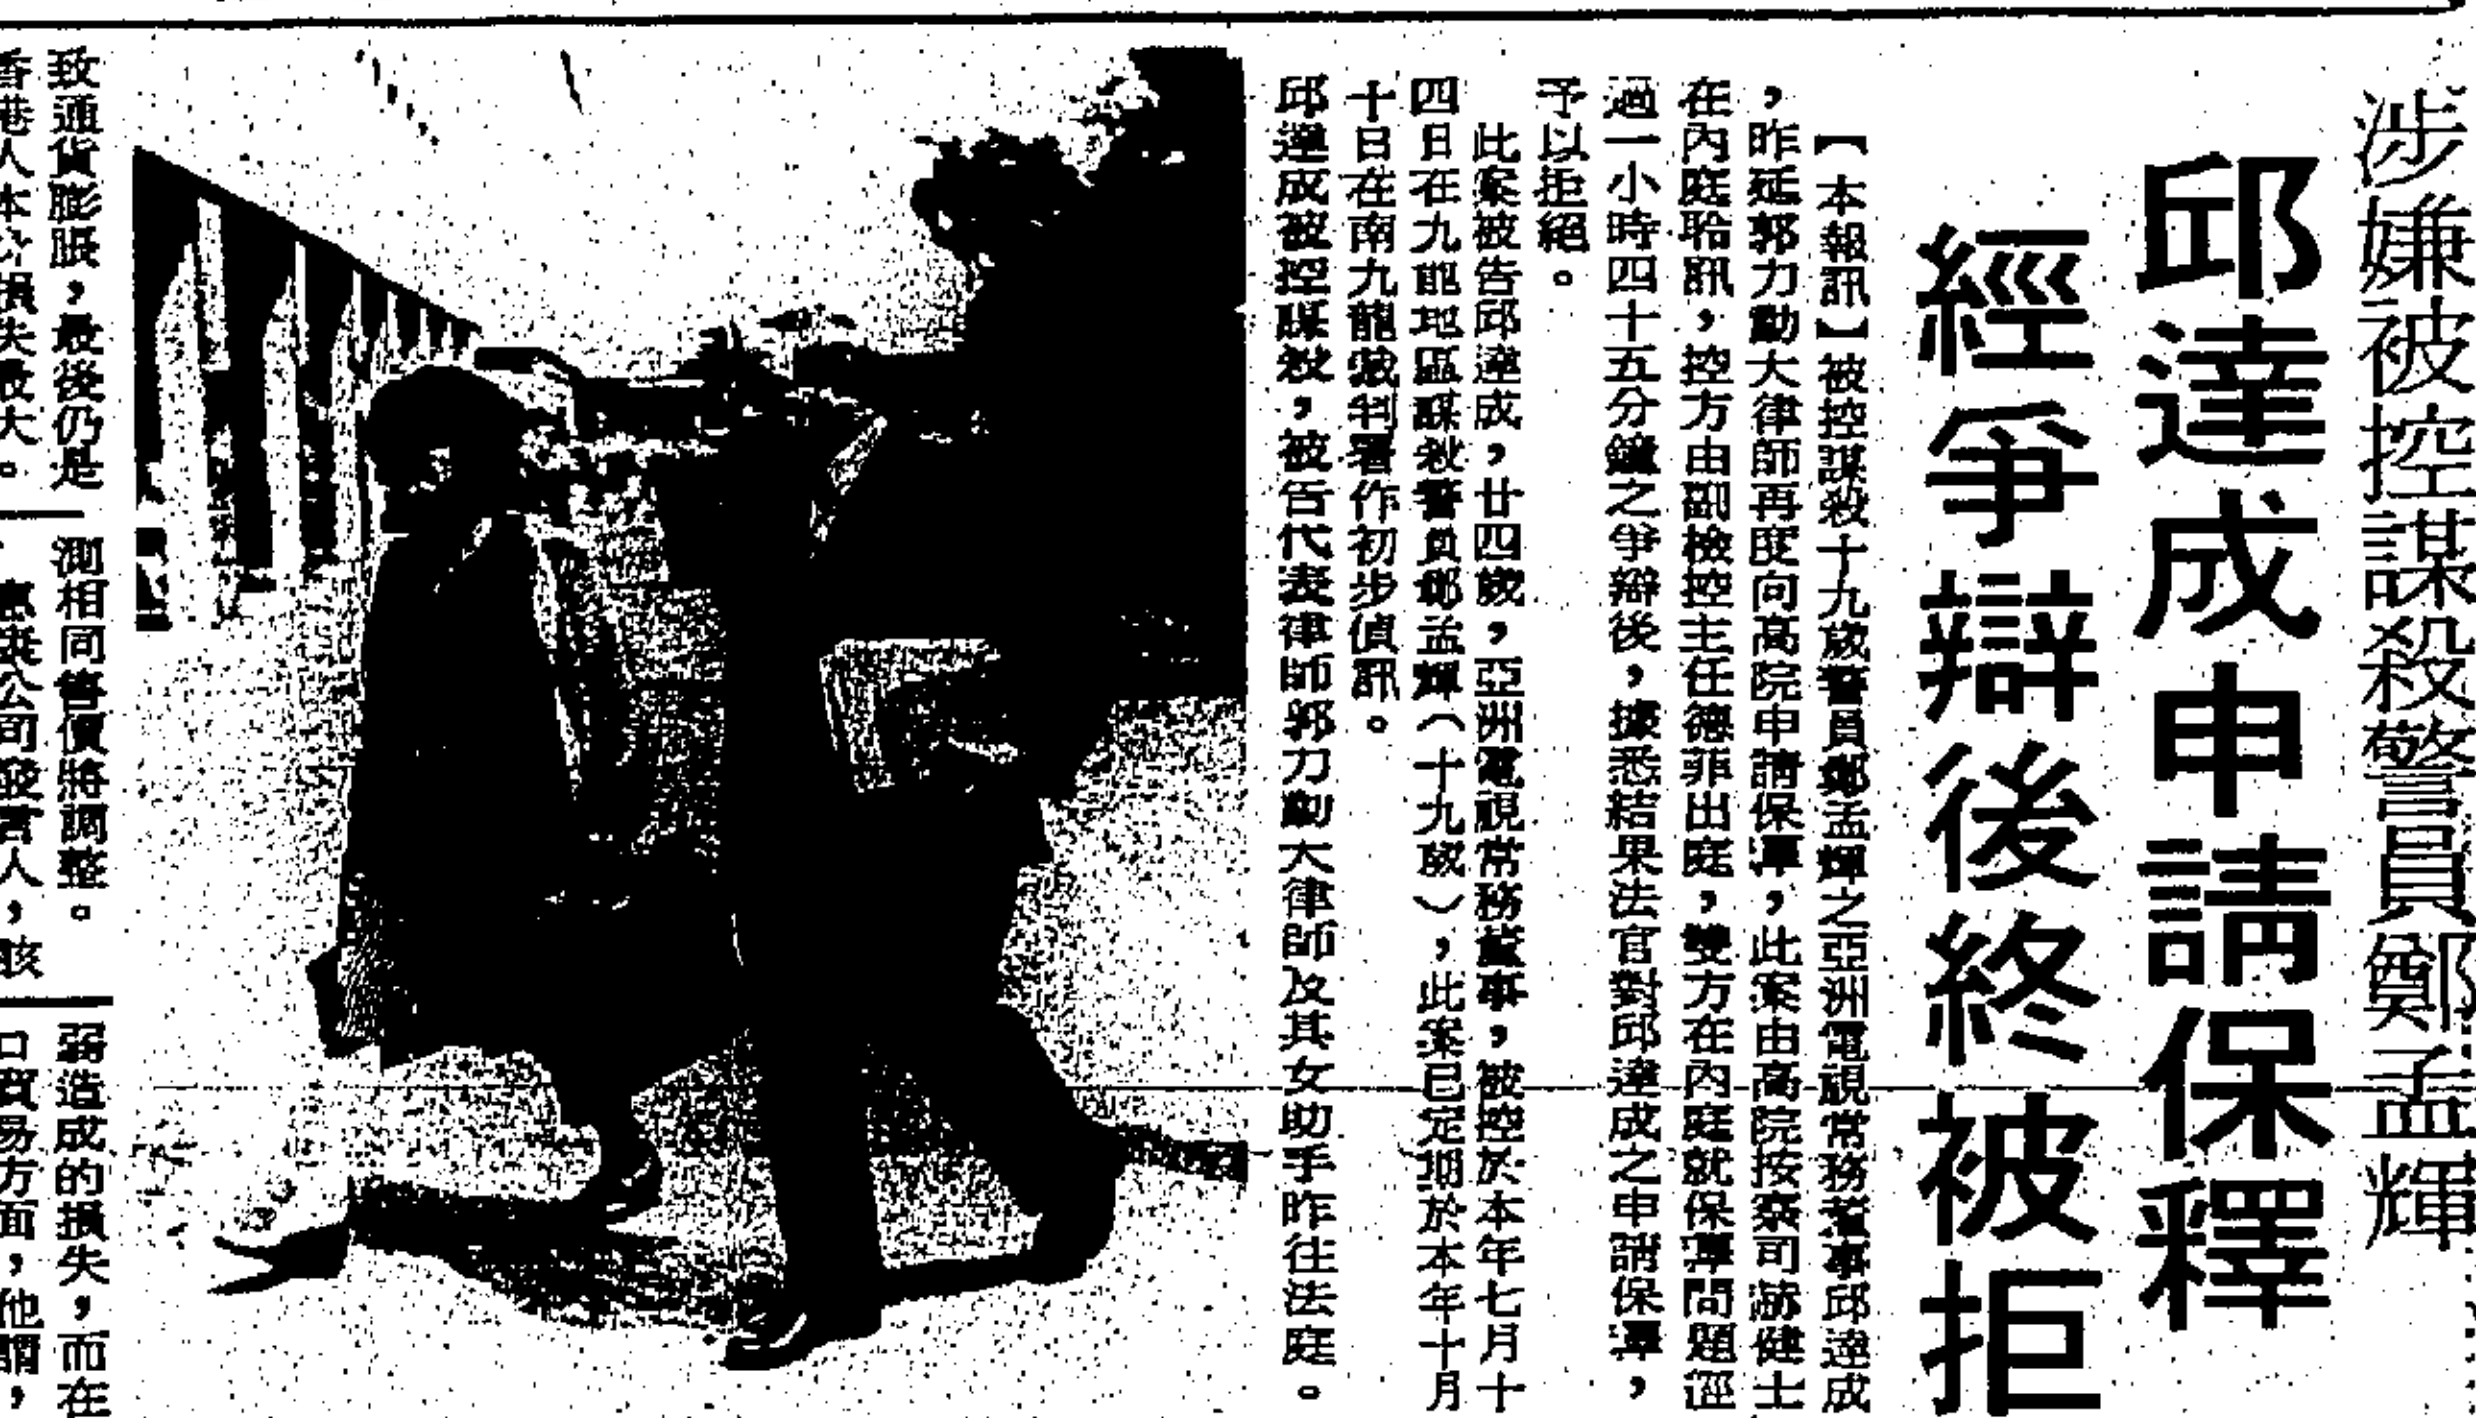 涉嫌被控謀殺警員鄭孟輝
邱達成申請保釋
經爭辯後終被拒
【本報訊】被控謀殺十九歲警員鄭孟輝之亞洲電視常務董事邱達成
，昨延郭力勤大律師再度向高院申請保釋，此案由高院按察司
在內庭聆訊，控方由副檢控主任德菲出庭，雙方在內庭就保釋問題經
過一小時四十五分鐘之爭辯後，據悉結果法官對邱達成之申請保釋，
予以拒絕。
此案被告邱達成，廿四歲，亞洲電視常務董事，被控於本年七月十
四日在九龍地區謀殺警員鄭孟輝（十九歲），此案已定期於本年十月
十日在南九龍裁判署作初步偵訊。
邱達成被控謀殺，被告代表律師郭力勤大律師及其女助手昨往法庭。
致通貨膨脹，最後仍是
香港人本公損失最大。
測相同售價將調整。
公司發言人，該
弱造成的損失，而在
口貿易方面，他謂，